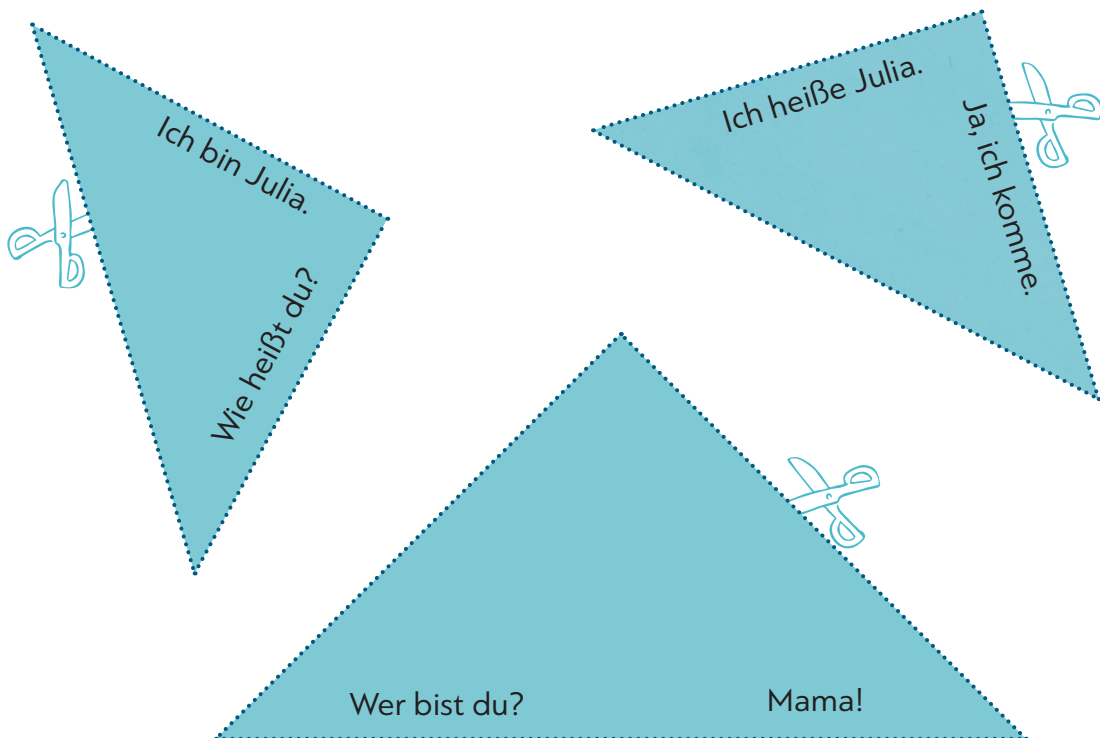 Ich bin Julia.
Wie heißt du?
Ich heiße Julia.
Ja, ich komme.
Wer bist du?
Mama!